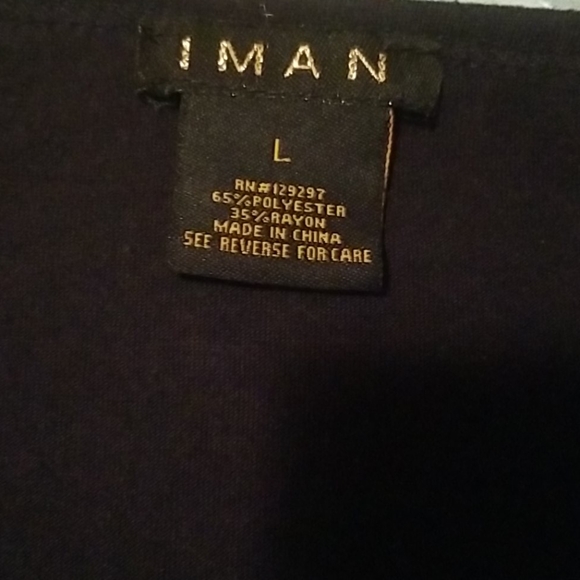 IMAN
L
RN#129297
65%POLYESTER
35%RAYON
MADE IN CHINA
SEE REVERSE FOR CARE